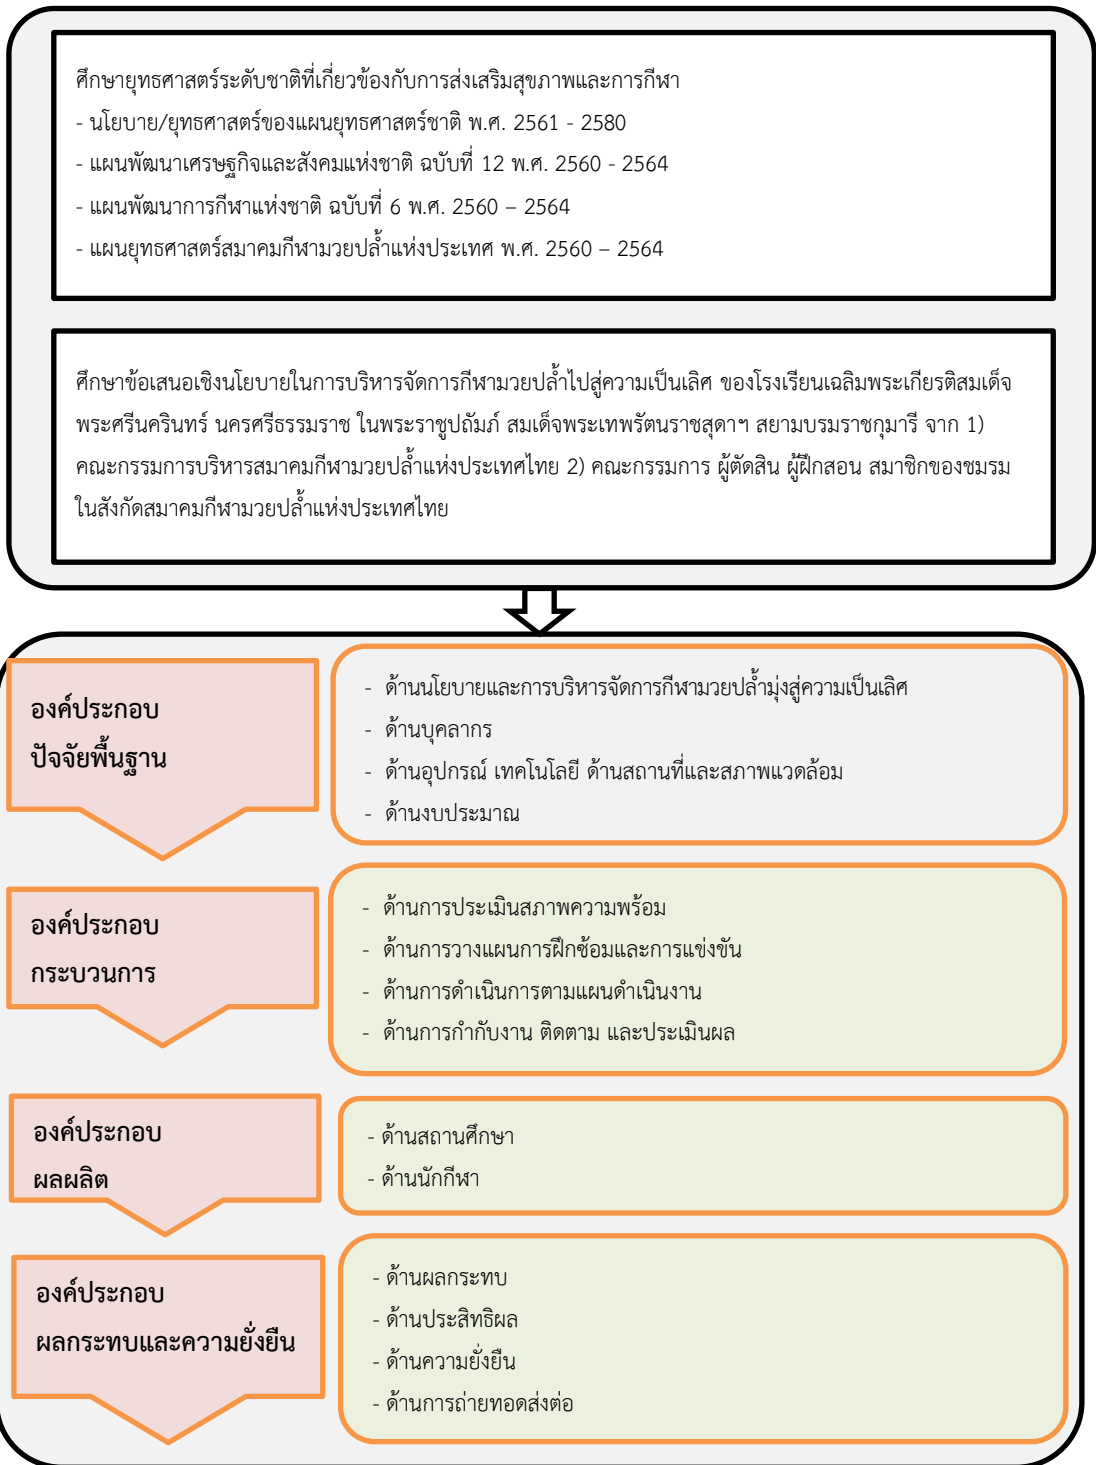 ศึกษายุทธศาสตร์ระดับชาติที่เกี่ยวข้องกับการส่งเสริมสุขภาพและการกีฬา
- นโยบาย/ยุทธศาสตร์ของแผนยุทธศาสตร์ชาติ พ.ศ. 2561 - 2580
- แผนพัฒนาเศรษฐกิจและสังคมแห่งชาติ ฉบับที่ 12 พ.ศ. 2560 - 2564
- แผนพัฒนาการกีฬาแห่งชาติ ฉบับที่ 6 พ.ศ. 2560 – 2564
- แผนยุทธศาสตร์สมาคมกีฬามวยปล้ำแห่งประเทศ พ.ศ. 2560 – 2564
ศึกษาข้อเสนอเชิงนโยบายในการบริหารจัดการกีฬามวยปล้ำไปสู่ความเป็นเลิศ ของโรงเรียนเฉลิมพระเกียรติสมเด็จ
พระศรีนครินทร์ นครศรีธรรมราช ในพระราชูปถัมภ์ สมเด็จพระเทพรัตนราชสุดาฯ สยามบรมราชกุมารี จาก 1)
คณะกรรมการบริหารสมาคมกีฬามวยปล้ำแห่งประเทศไทย 2) คณะกรรมการ ผู้ตัดสิน ผู้ฝึกสอน สมาชิกของชมรม
ในสังกัดสมาคมกีฬามวยปล้ำแห่งประเทศไทย
องค์ประกอบ
ปัจจัยพื้นฐาน
- ด้านนโยบายและการบริหารจัดการกีฬามวยปล้ำมุ่งสู่ความเป็นเลิศ
- ด้านบุคลากร
- ด้านอุปกรณ์ เทคโนโลยี ด้านสถานที่และสภาพแวดล้อม
- ด้านงบประมาณ
องค์ประกอบ
กระบวนการ
- ด้านการประเมินสภาพความพร้อม
- ด้านการวางแผนการฝึกซ้อมและการแข่งขัน
- ด้านการดำเนินการตามแผนดำเนินงาน
- ด้านการกำกับงาน ติดตาม และประเมินผล
องค์ประกอบ
ผลผลิต
- ด้านสถานศึกษา
- ด้านนักกีฬา
องค์ประกอบ
ผลกระทบและความยั่งยืน
- ด้านผลกระทบ
- ด้านประสิทธิผล
- ด้านความยั่งยืน
- ด้านการถ่ายทอดส่งต่อ